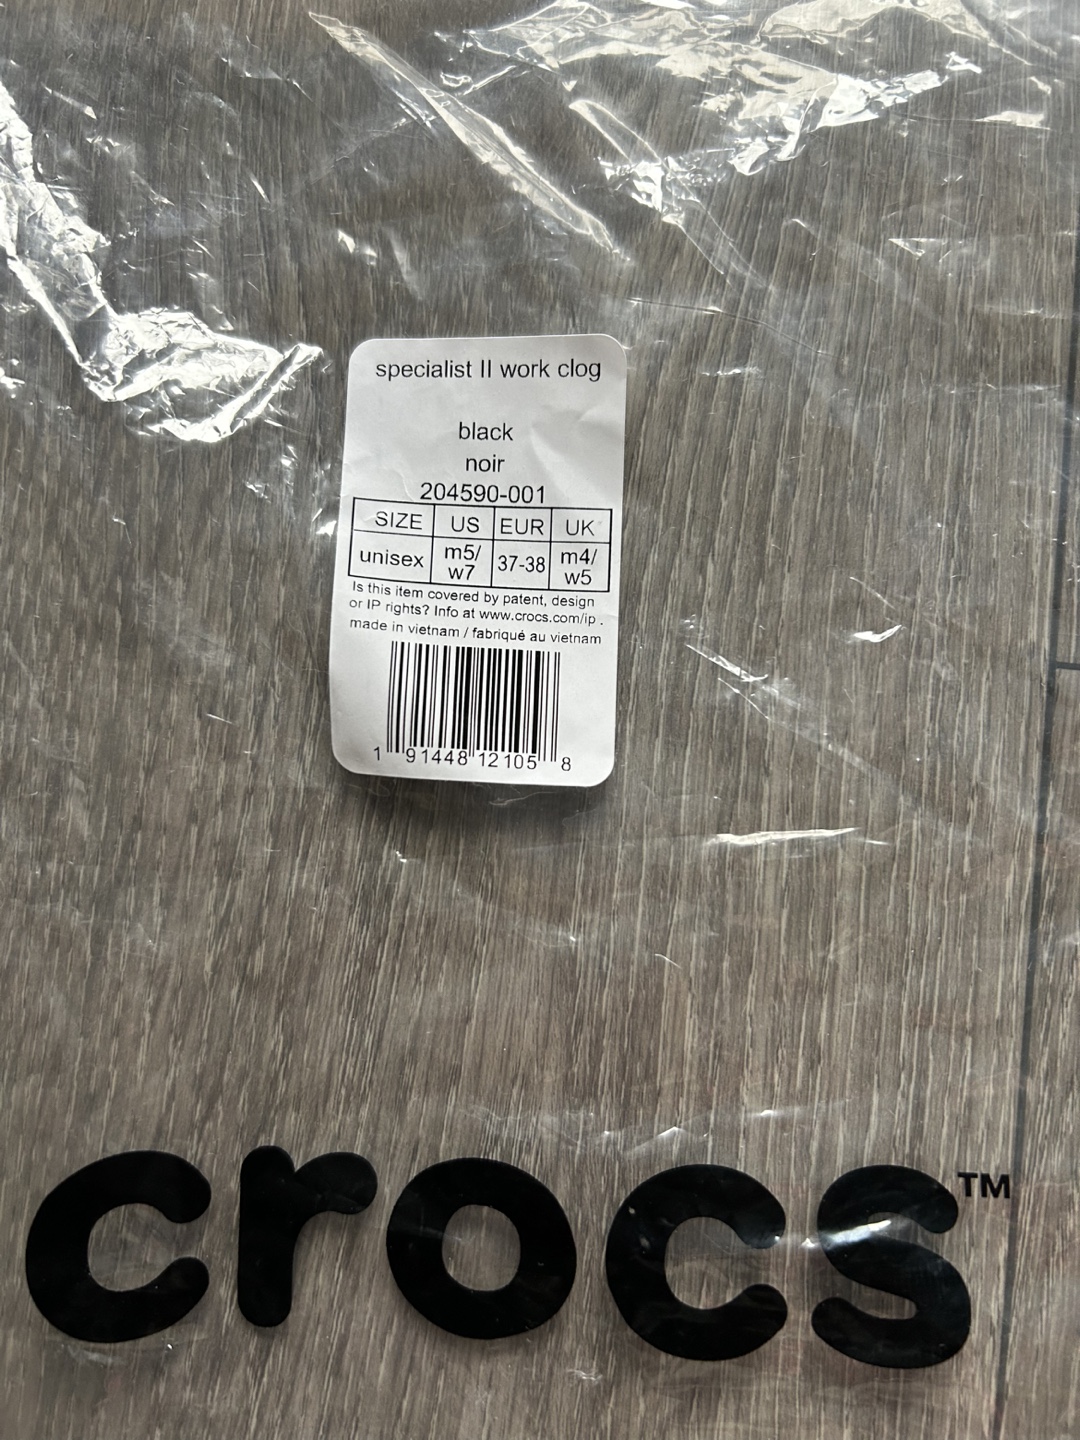 specialist II work clog
black
noir
204590-001
SIZE US EUR UK
unisex m5/ w7 37-38 m4/ w5
Is this item covered by patent, design
or IP rights? Info at www.crocs.com/ip .
made in vietnam / fabriqué au vietnam
1 91448 12105 8
crocs™